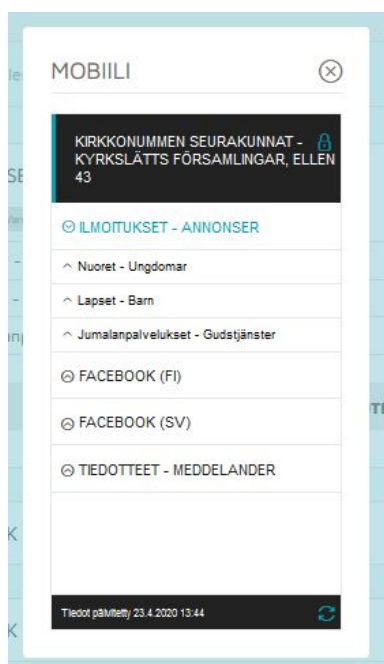 MOBIILI
KIRKKONUMMEN SEURAKUNNAT -
KYRKSLÄTTS FÖRSAMLINGAR, ELLEN
43
ILMOITUKSET - ANNONSER
Nuoret - Ungdomar
Lapset - Barn
Jumalanpalvelukset - Gudstjänster
FACEBOOK (FI)
FACEBOOK (SV)
TIEDOTTEET - MEDDELANDER
Tiedot päivitetty 23.4.2020 13:44